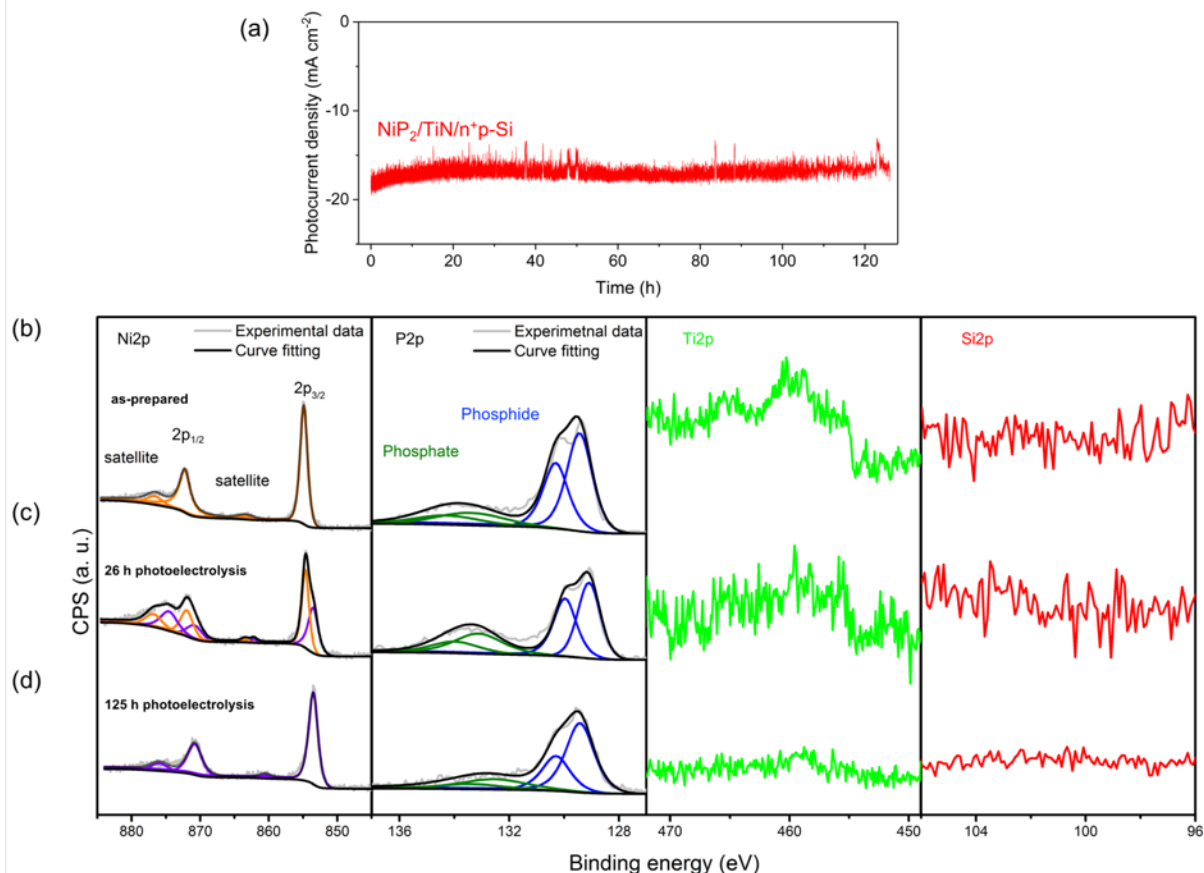 (a)
Photocurrent density (mA cm⁻²)
0
-10
-20
NiP₂/TiN/n⁺p-Si
0 20 40 60 80 100 120
Time (h)
(b)
Ni2p
Experimental data
Curve fitting
as-prepared
2p₃/₂
2p₁/₂
satellite
satellite
P2p
Experimetnal data
Curve fitting
Phosphide
Phosphate
Ti2p
Si2p
(c)
26 h photoelectrolysis
CPS (a. u.)
(d)
125 h photoelectrolysis
880 870 860 850 136 132 128 470 460 450 104 100 96
Binding energy (eV)